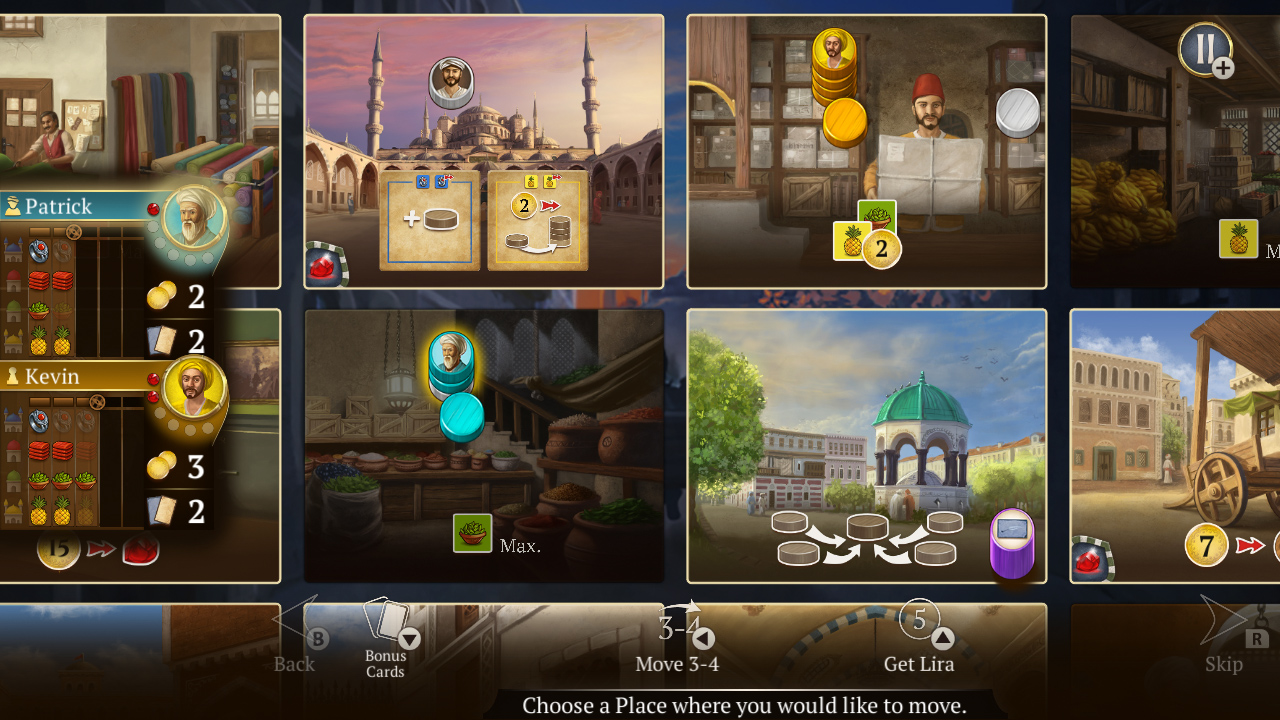 2
2
Patrick
2
2
M
Kevin
3
2
15
Max.
7
B
Back
Bonus
Cards
3-4
Move 3-4
5
Get Lira
R
Skip
Choose a Place where you would like to move.